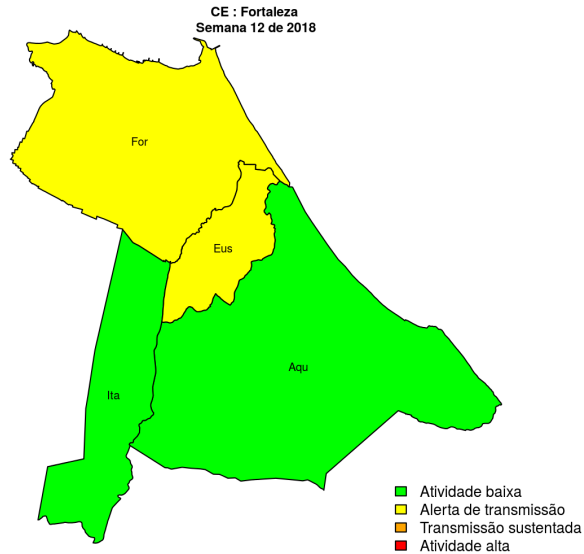 CE : Fortaleza
Semana 12 de 2018
For
Eus
Aqu
Ita
Atividade baixa
Alerta de transmissão
Transmissão sustentada
Atividade alta